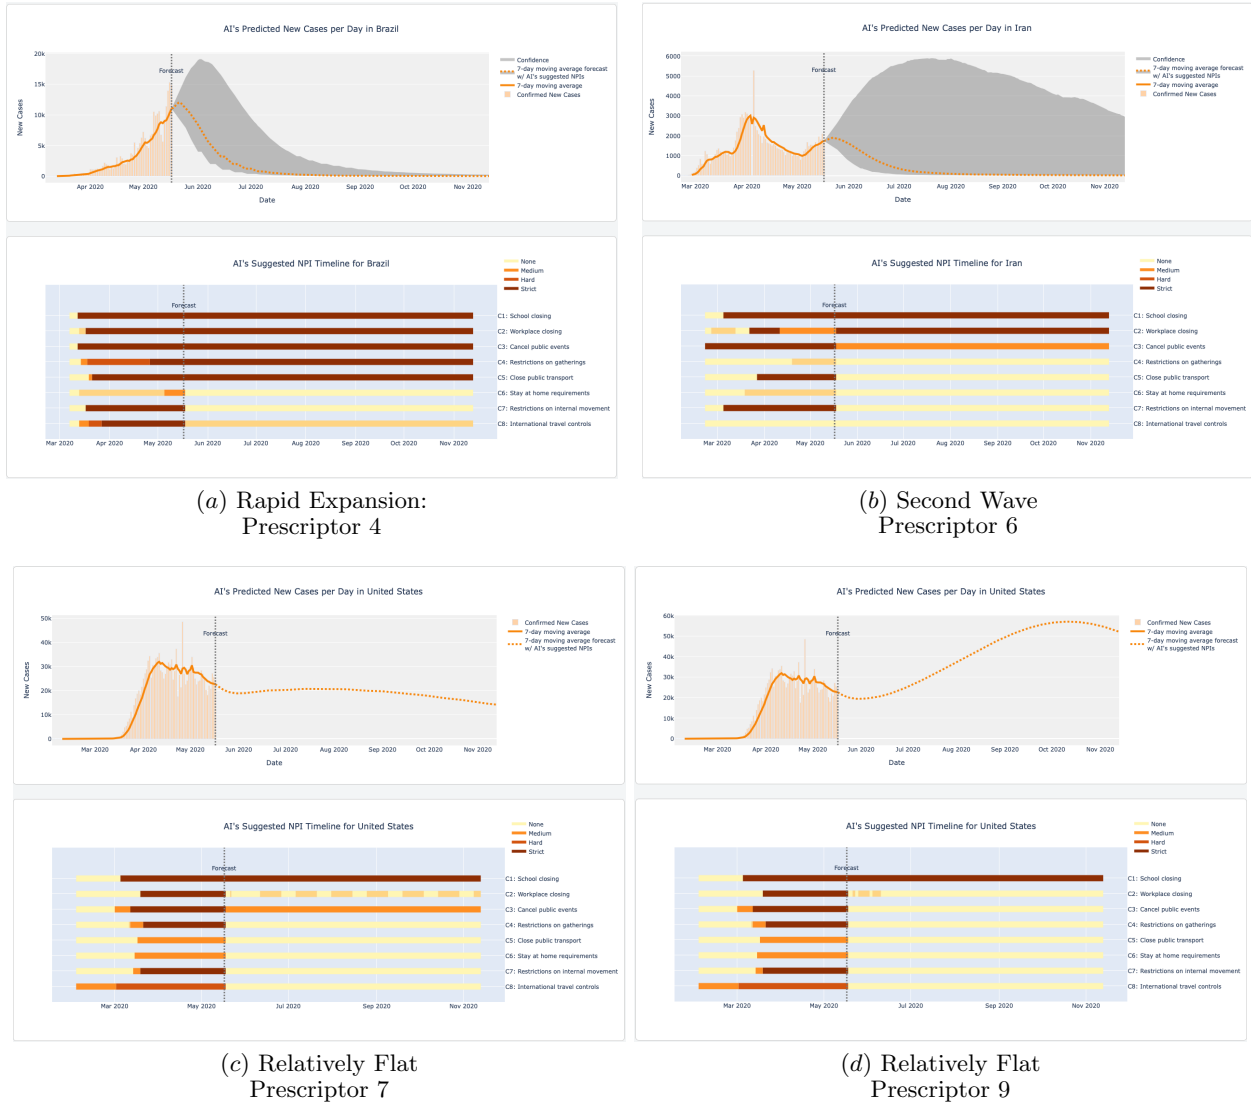 AI's Predicted New Cases per Day in Brazil
20k
15k
10k
5k
0
New Cases
Forecast
Apr 2020 May 2020 Jun 2020 Jul 2020 Aug 2020 Sep 2020 Oct 2020 Nov 2020
Date
Confidence
7-day moving average forecast
w/ AI's suggested NPIs
7-day moving average
Confirmed New Cases
AI's Suggested NPI Timeline for Brazil
None
Medium
Hard
Strict
Forecast
C1: School closing
C2: Workplace closing
C3: Cancel public events
C4: Restrictions on gatherings
C5: Close public transport
C6: Stay at home requirements
C7: Restrictions on internal movement
C8: International travel controls
Mar 2020 Apr 2020 May 2020 Jun 2020 Jul 2020 Aug 2020 Sep 2020 Oct 2020 Nov 2020
(a) Rapid Expansion:
Prescriptor 4
AI's Predicted New Cases per Day in Iran
6000
5000
4000
3000
2000
1000
0
New Cases
Forecast
Mar 2020 Apr 2020 May 2020 Jun 2020 Jul 2020 Aug 2020 Sep 2020 Oct 2020 Nov 2020
Date
Confidence
7-day moving average forecast
w/ AI's suggested NPIs
7-day moving average
Confirmed New Cases
AI's Suggested NPI Timeline for Iran
None
Medium
Hard
Strict
Forecast
C1: School closing
C2: Workplace closing
C3: Cancel public events
C4: Restrictions on gatherings
C5: Close public transport
C6: Stay at home requirements
C7: Restrictions on internal movement
C8: International travel controls
Mar 2020 Apr 2020 May 2020 Jun 2020 Jul 2020 Aug 2020 Sep 2020 Oct 2020 Nov 2020
(b) Second Wave
Prescriptor 6
AI's Predicted New Cases per Day in United States
50k
40k
30k
20k
10k
0
New Cases
Forecast
Mar 2020 Apr 2020 May 2020 Jun 2020 Jul 2020 Aug 2020 Sep 2020 Oct 2020 Nov 2020
Date
Confirmed New Cases
7-day moving average
7-day moving average forecast
w/ AI's suggested NPIs
AI's Suggested NPI Timeline for United States
None
Medium
Hard
Strict
Forecast
C1: School closing
C2: Workplace closing
C3: Cancel public events
C4: Restrictions on gatherings
C5: Close public transport
C6: Stay at home requirements
C7: Restrictions on internal movement
C8: International travel controls
Mar 2020 May 2020 Jul 2020 Sep 2020 Nov 2020
(c) Relatively Flat
Prescriptor 7
AI's Predicted New Cases per Day in United States
60k
50k
40k
30k
20k
10k
0
New Cases
Forecast
Mar 2020 Apr 2020 May 2020 Jun 2020 Jul 2020 Aug 2020 Sep 2020 Oct 2020 Nov 2020
Date
Confirmed New Cases
7-day moving average
7-day moving average forecast
w/ AI's suggested NPIs
AI's Suggested NPI Timeline for United States
None
Medium
Hard
Strict
Forecast
C1: School closing
C2: Workplace closing
C3: Cancel public events
C4: Restrictions on gatherings
C5: Close public transport
C6: Stay at home requirements
C7: Restrictions on internal movement
C8: International travel controls
Mar 2020 May 2020 Jul 2020 Sep 2020 Nov 2020
(d) Relatively Flat
Prescriptor 9